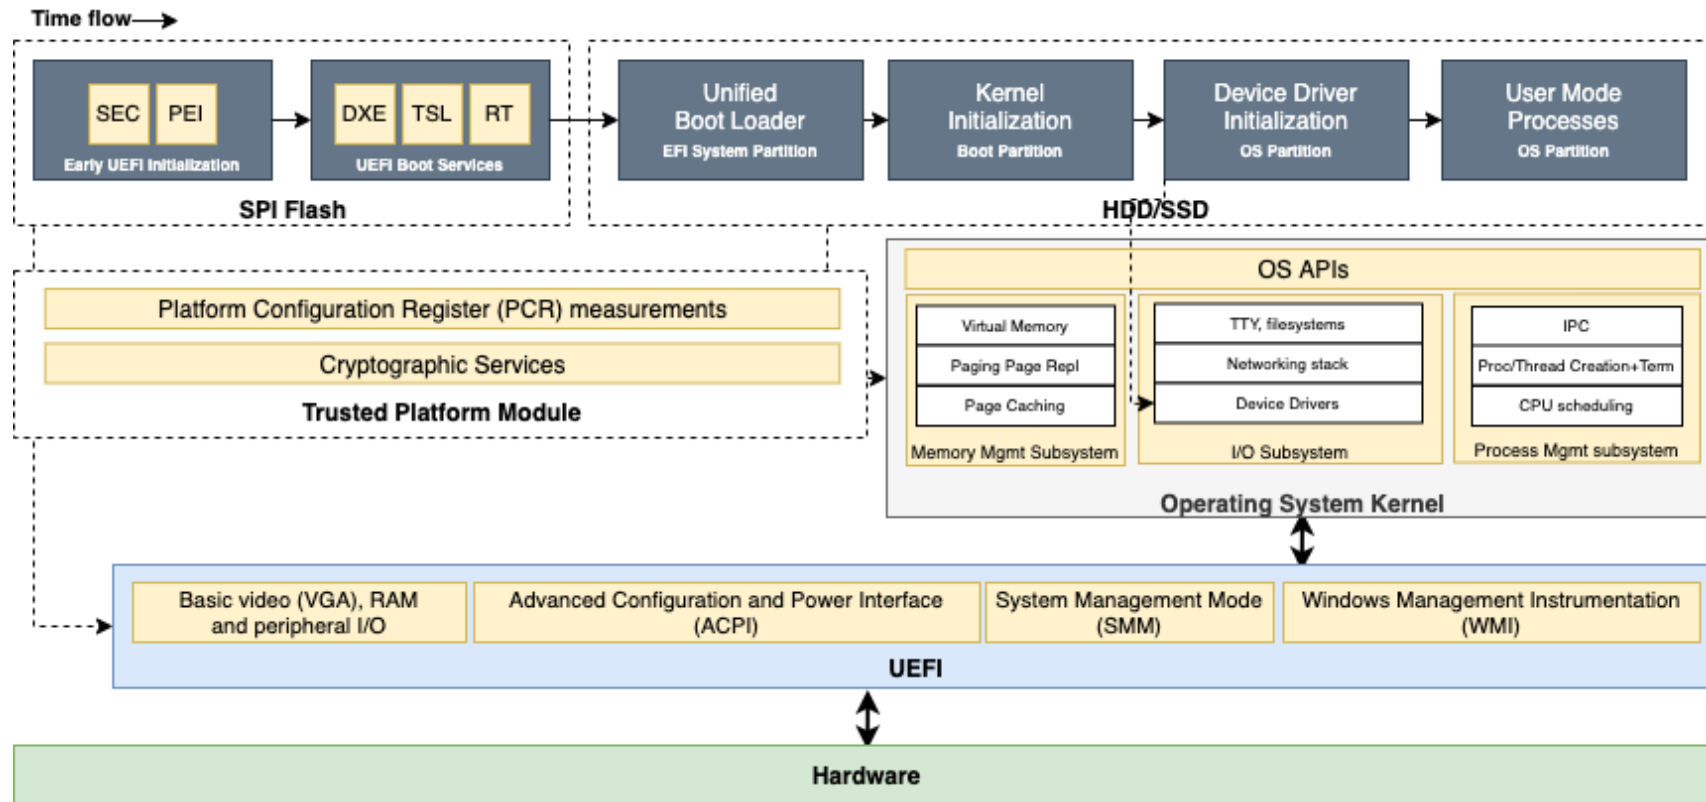 Time flow
SEC
PEI
Early UEFI Initialization
DXE
TSL
RT
UEFI Boot Services
SPI Flash
Unified
Boot Loader
EFI System Partition
Kernel
Initialization
Boot Partition
Device Driver
Initialization
OS Partition
User Mode
Processes
OS Partition
HDD/SSD
Platform Configuration Register (PCR) measurements
Cryptographic Services
Trusted Platform Module
OS APIs
Virtual Memory
Paging Page Repl
Page Caching
Memory Mgmt Subsystem
TTY, filesystems
Networking stack
Device Drivers
I/O Subsystem
IPC
Proc/Thread Creation+Term
CPU scheduling
Process Mgmt subsystem
Operating System Kernel
Basic video (VGA), RAM
and peripheral I/O
Advanced Configuration and Power Interface
(ACPI)
System Management Mode
(SMM)
Windows Management Instrumentation
(WMI)
UEFI
Hardware